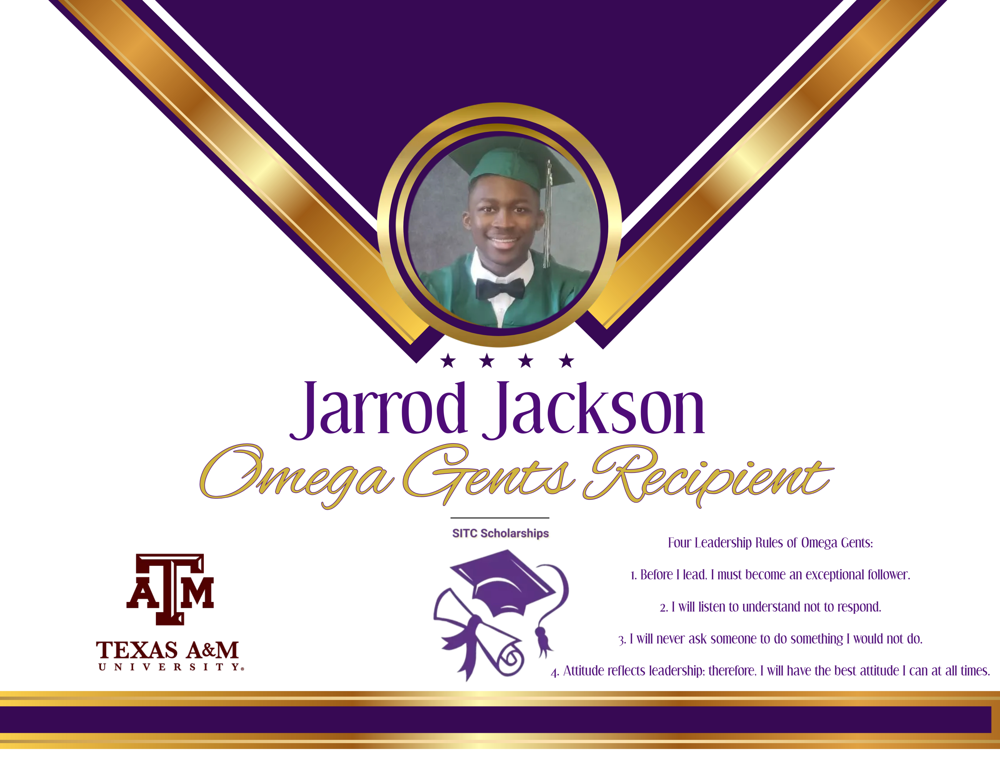 Jarrod Jackson
Omega Gents Recipient
SITC Scholarships
Four Leadership Rules of Omega Gents:
1. Before I lead, I must become an exceptional follower.
2. I will listen to understand not to respond.
3. I will never ask someone to do something I would not do.
4. Attitude reflects leadership; therefore, I will have the best attitude I can at all times.
ATM
TEXAS A&M
UNIVERSITY®